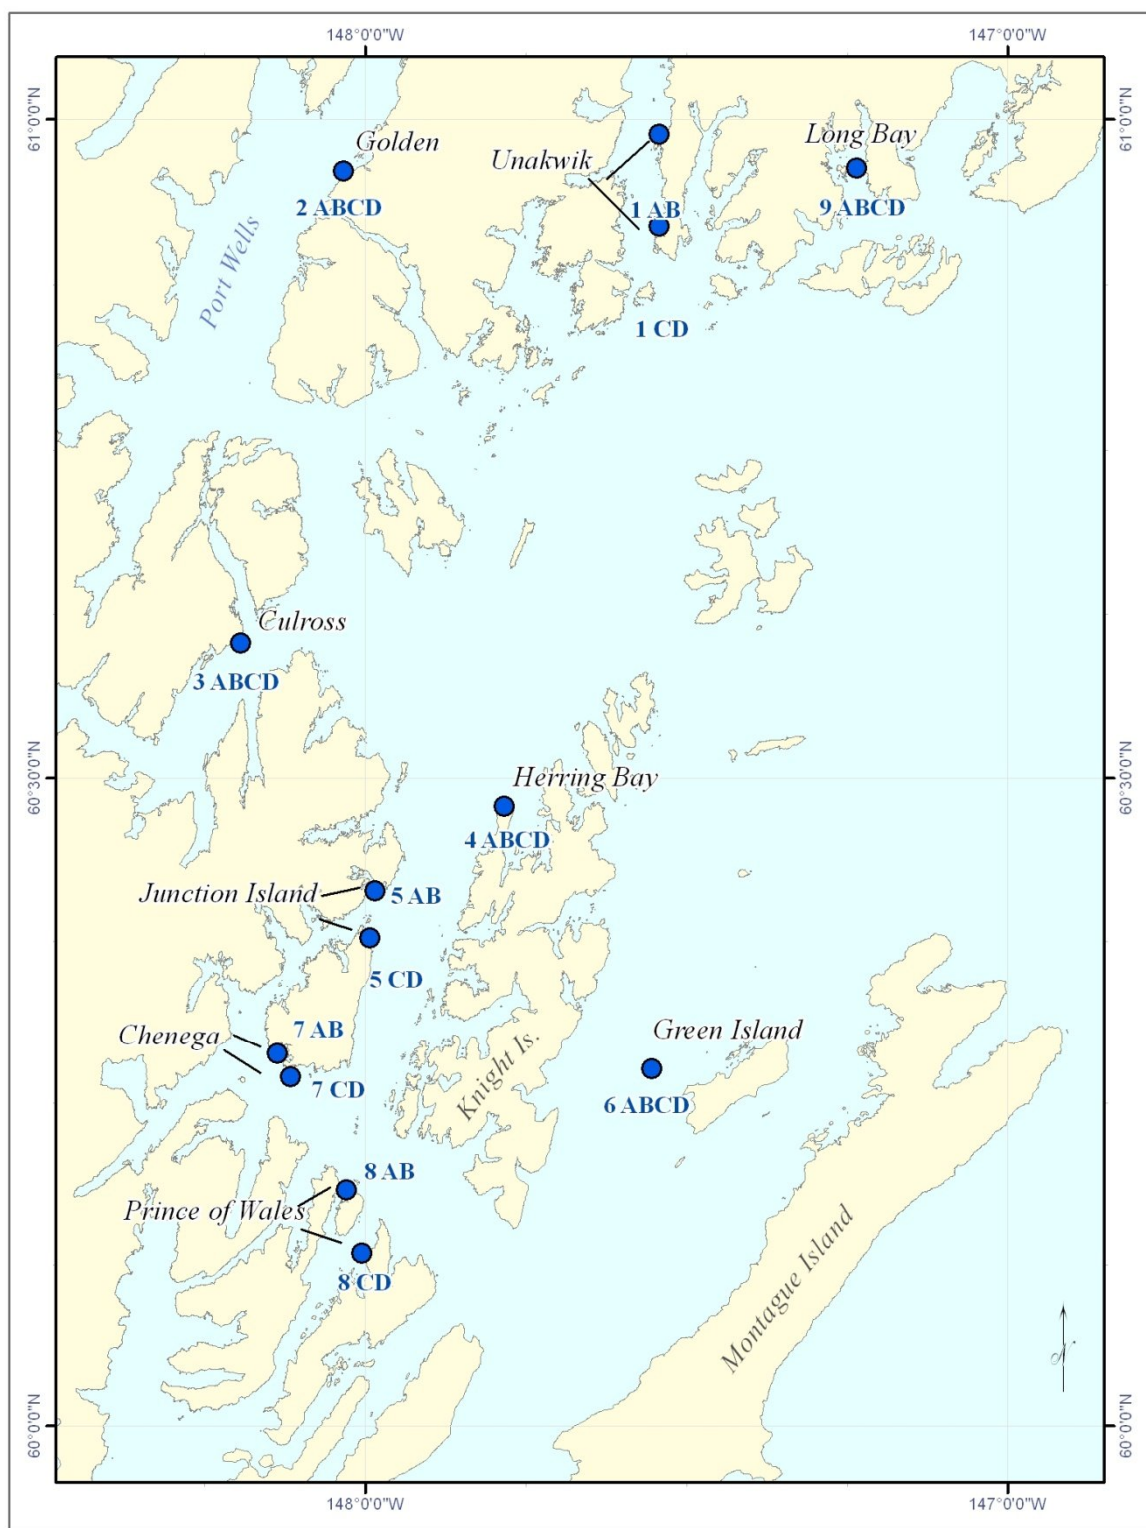 148°0'0"W
147°0'0"W
61°0'0"N
61°0'0"N
Golden
2 ABCD
Unakwik
1 AB
1 CD
Long Bay
9 ABCD
Port Wells
Culross
3 ABCD
60°30'0"N
60°30'0"N
Herring Bay
4 ABCD
Junction Island
5 AB
5 CD
Chenega
7 AB
7 CD
Knight Is.
Green Island
6 ABCD
Prince of Wales
8 AB
8 CD
Montague Island
N
60°0'0"N
60°0'0"N
148°0'0"W
147°0'0"W